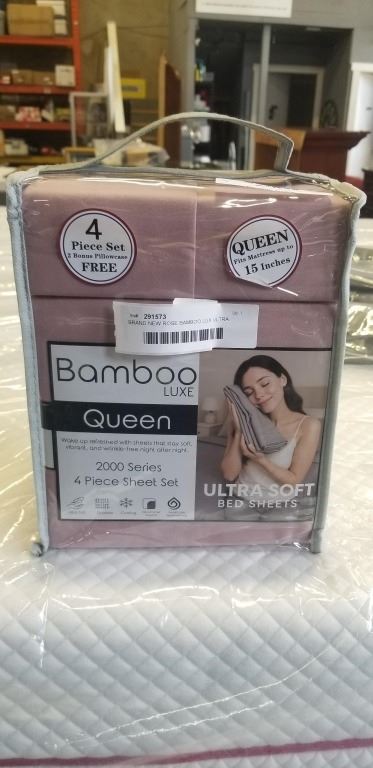 4
Piece Set
2 Bonus Pillowcase
FREE
QUEEN
Fits Mattress up to
15 Inches
291573
BRAND NEW ROSE BAMBOO LUX ULTRA
Bamboo
LUXE
Queen
Wake up refreshed with sheets that stay soft,
vibrant, and wrinkle-free night after night.
2000 Series
4 Piece Sheet Set
ULTRA SOFT
BED SHEETS
Cooling